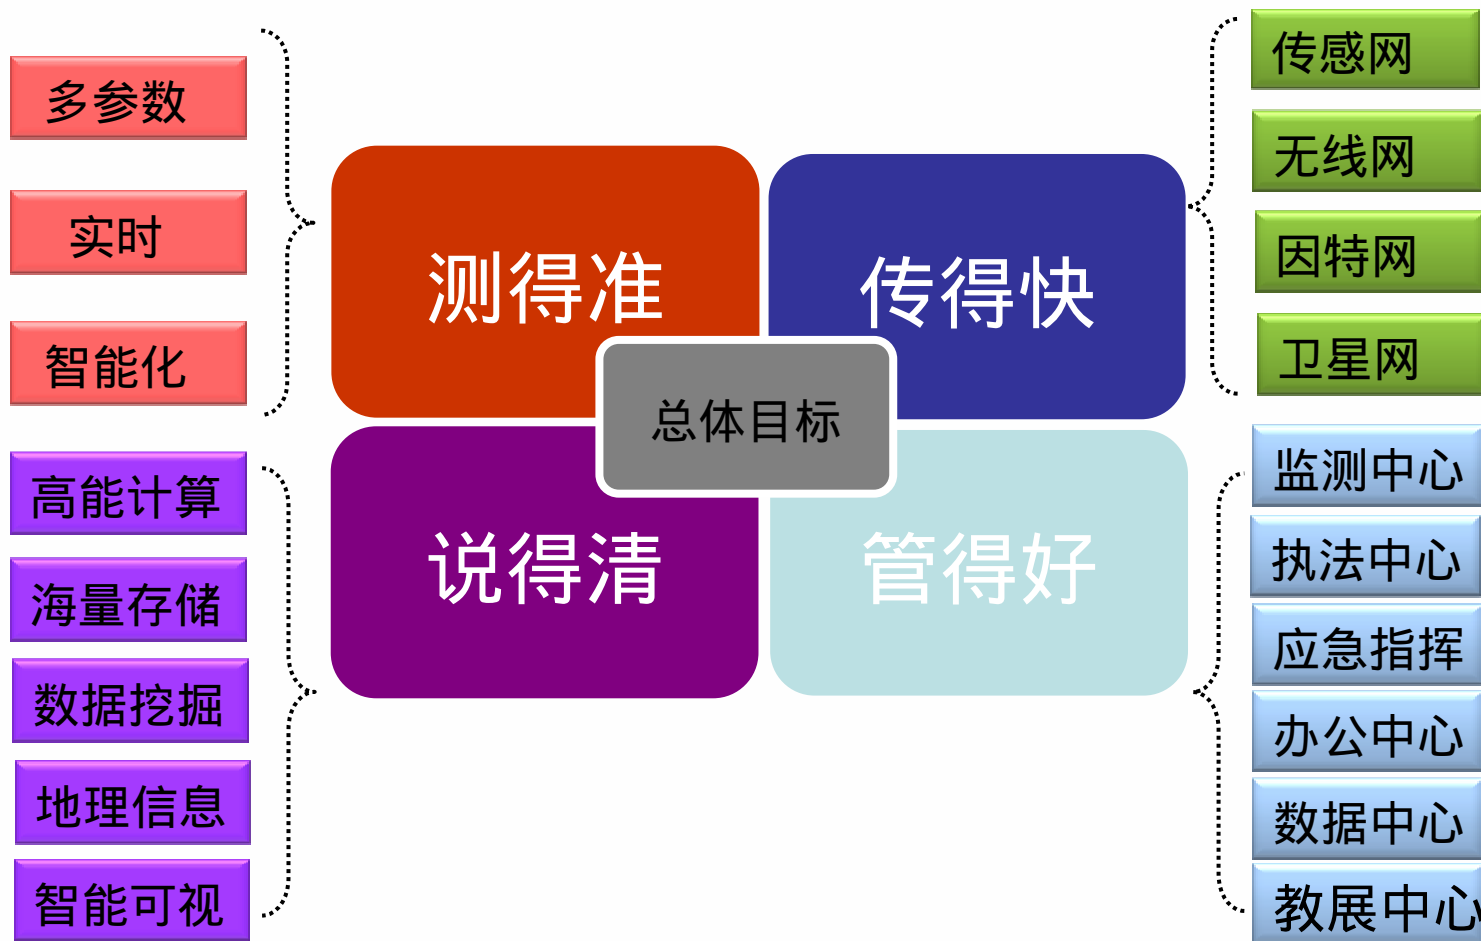 多参数
实时
智能化
测得准
传得快
传感网
无线网
因特网
卫星网
总体目标
高能计算
海量存储
数据挖掘
地理信息
智能可视
说得清
管得好
监测中心
执法中心
应急指挥
办公中心
数据中心
教展中心